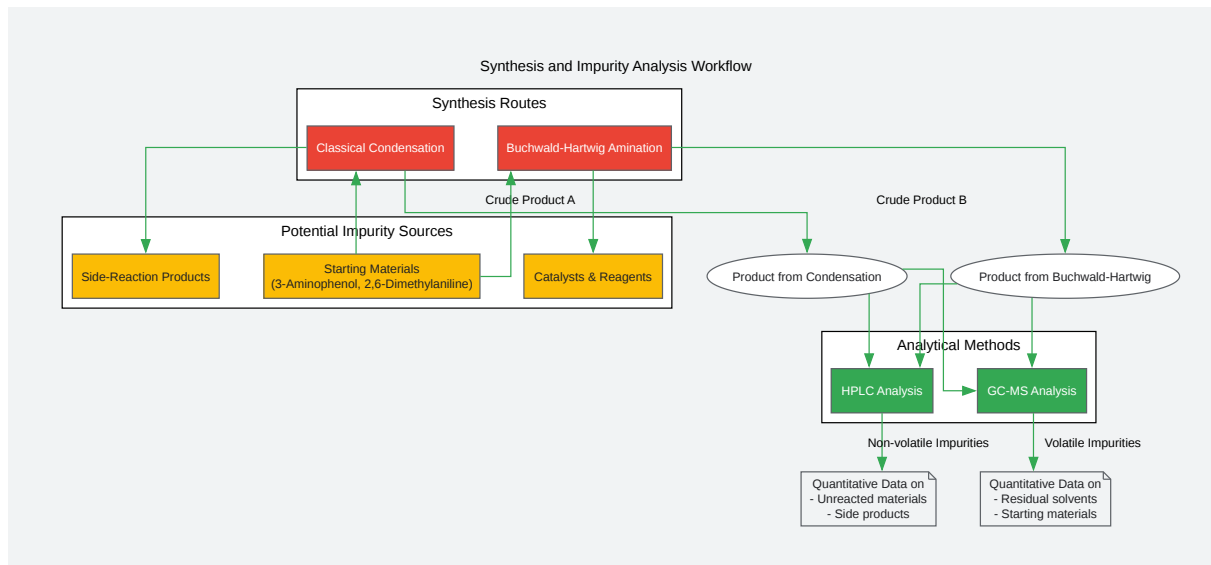 Synthesis and Impurity Analysis Workflow
Synthesis Routes
Classical Condensation
Buchwald-Hartwig Amination
Crude Product A
Crude Product B
Potential Impurity Sources
Side-Reaction Products
Starting Materials
(3-Aminophenol, 2,6-Dimethylaniline)
Catalysts & Reagents
Product from Condensation
Product from Buchwald-Hartwig
Analytical Methods
HPLC Analysis
GC-MS Analysis
Non-volatile Impurities
Volatile Impurities
Quantitative Data on
- Unreacted materials
- Side products
Quantitative Data on
- Residual solvents
- Starting materials